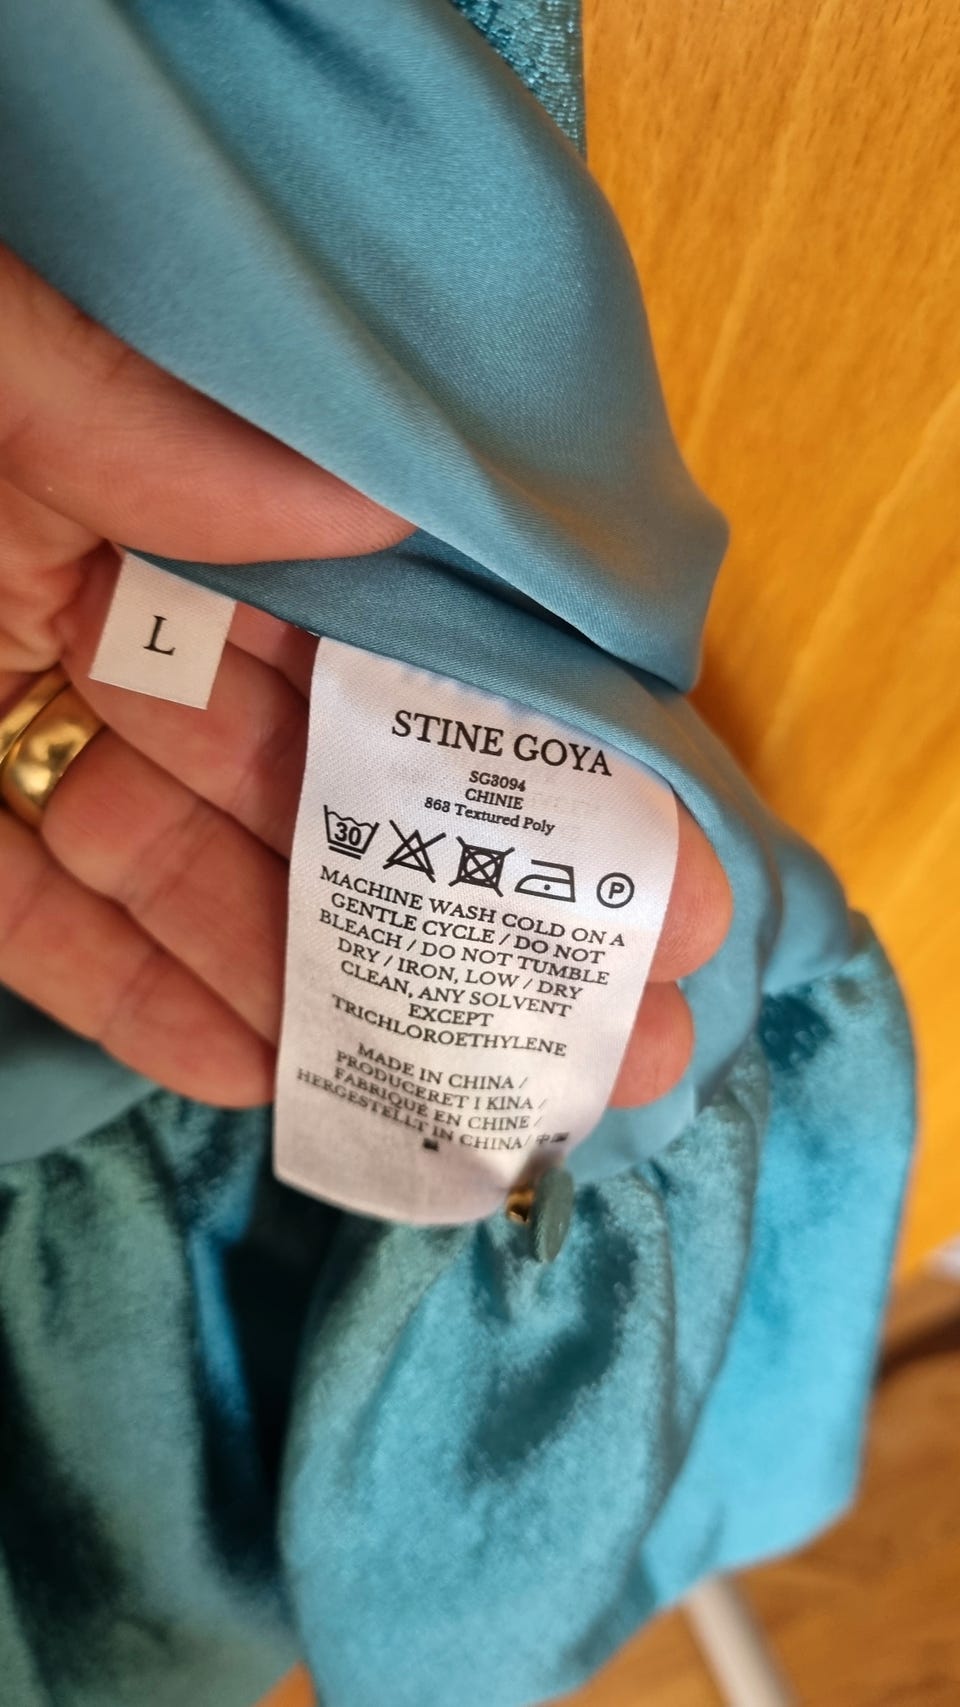 L
STINE GOYA
SG3094
CHINIE
863 Textured Poly
30
P
MACHINE WASH COLD ON A
GENTLE CYCLE / DO NOT
BLEACH / DO NOT TUMBLE
DRY / IRON, LOW / DRY
CLEAN, ANY SOLVENT
EXCEPT
TRICHLOROETHYLENE
MADE IN CHINA /
PRODUCERET I KINA /
FABRIQUÉ EN CHINE /
HERGESTELLT IN CHINA/